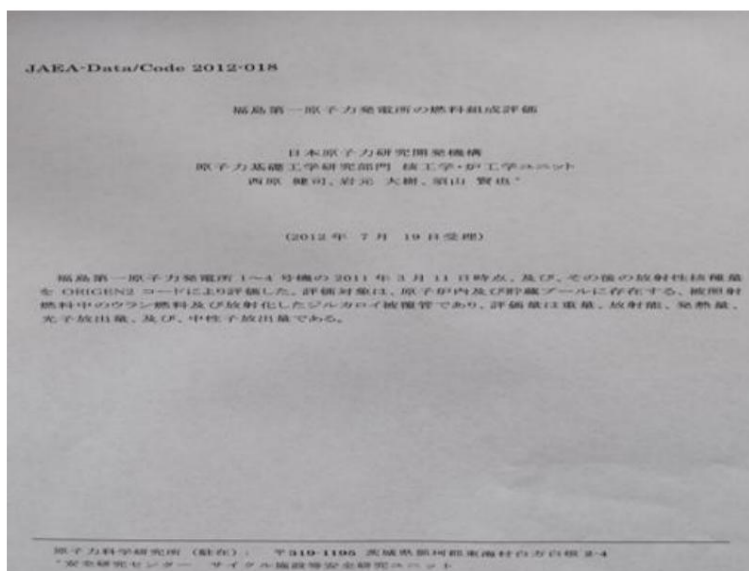 JAEA-Data/Code 2012-018
福島第一原子力発電所の燃料組成評価
日本原子力研究開発機構
原子力基礎工学研究部門 核工学・炉工学ユニット
西原 健司、岩元 大樹、須山 賢也*
(2012 年 7 月 19 日受理)
福島第一原子力発電所 1~4 号機の 2011 年 3 月 11 日時点、及び、その後の放射性核種量
を ORIGEN2 コードにより評価した。評価対象は、原子炉内及び貯蔵プールに存在する、被照射
燃料中のウラン燃料及び放射化したジルカロイ被覆管であり、評価量は重量、放射能、発熱量、
光子放出量、及び、中性子放出量である。
原子力科学研究所 (駐在): 〒319-1195 茨城県那珂郡東海村白方白根 2-4
*安全研究センター サイクル施設等安全研究ユニット